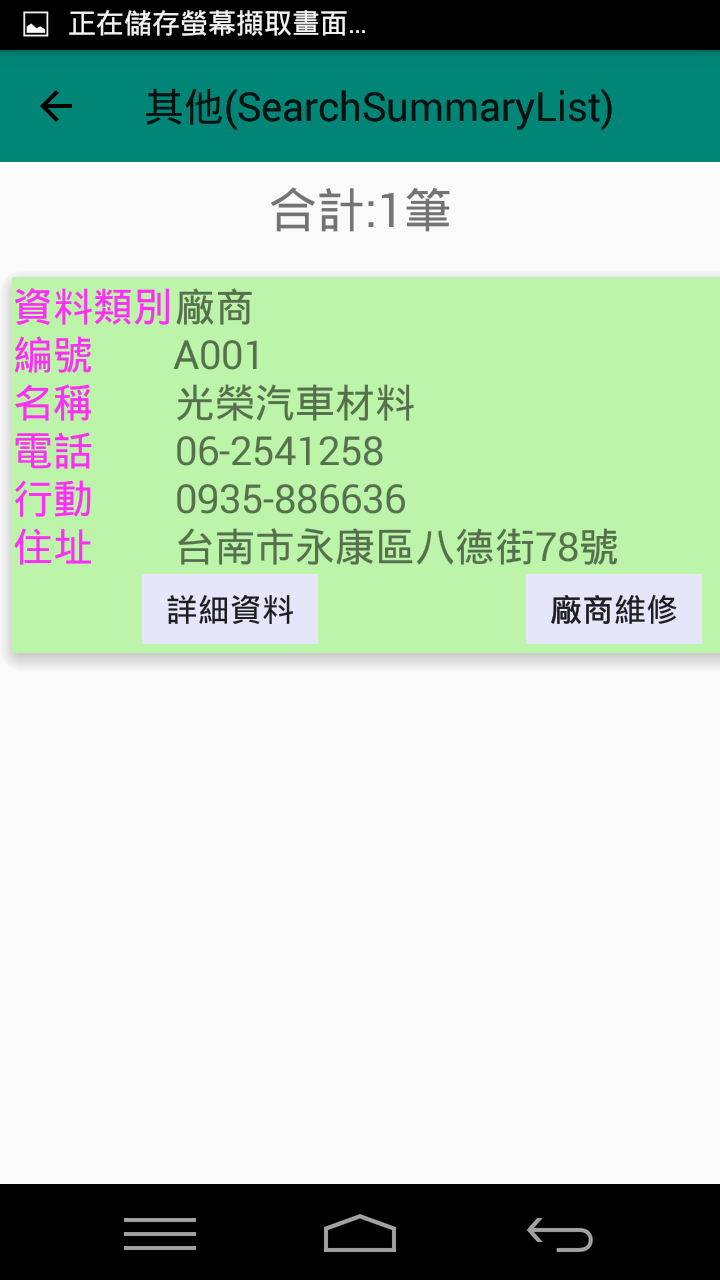 正在儲存螢幕擷取畫面...
其他(SearchSummaryList)
合計:1筆
資料類別廠商
編號 A001
名稱 光榮汽車材料
電話 06-2541258
行動 0935-886636
住址 台南市永康區八德街78號
詳細資料 廠商維修